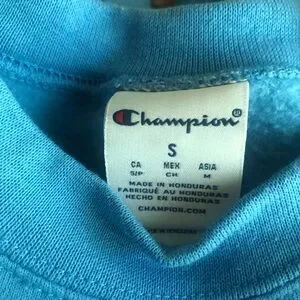 Champion®
S
CA MEX ASIA
S/P CH M
MADE IN HONDURAS
FABRIQUÉ AU HONDURAS
HECHO EN HONDURAS
CHAMPION.COM